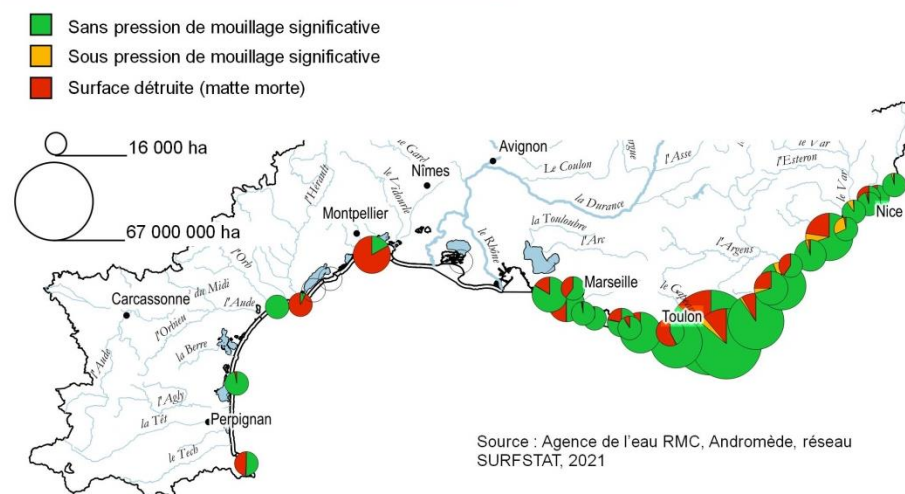 Sans pression de mouillage significative
Sous pression de mouillage significative
Surface détruite (matte morte)
16 000 ha
67 000 000 ha
Avignon
le Gard
Nîmes
le Vidourle
l'Hérault
Montpellier
Le Coulon
l'Asse
le Var
l'Esteron
le Var
la Durance
la Touloubre
l'Arc
le Rhône
l'Argens
Nice
Marseille
Toulon
l'Orb
du Midi
l'Aude
Carcassonne
l'Orbieu
l'Aude
la Berre
l'Agly
la Têt
Perpignan
le Tech
Source : Agence de l'eau RMC, Andromède, réseau
SURFSTAT, 2021